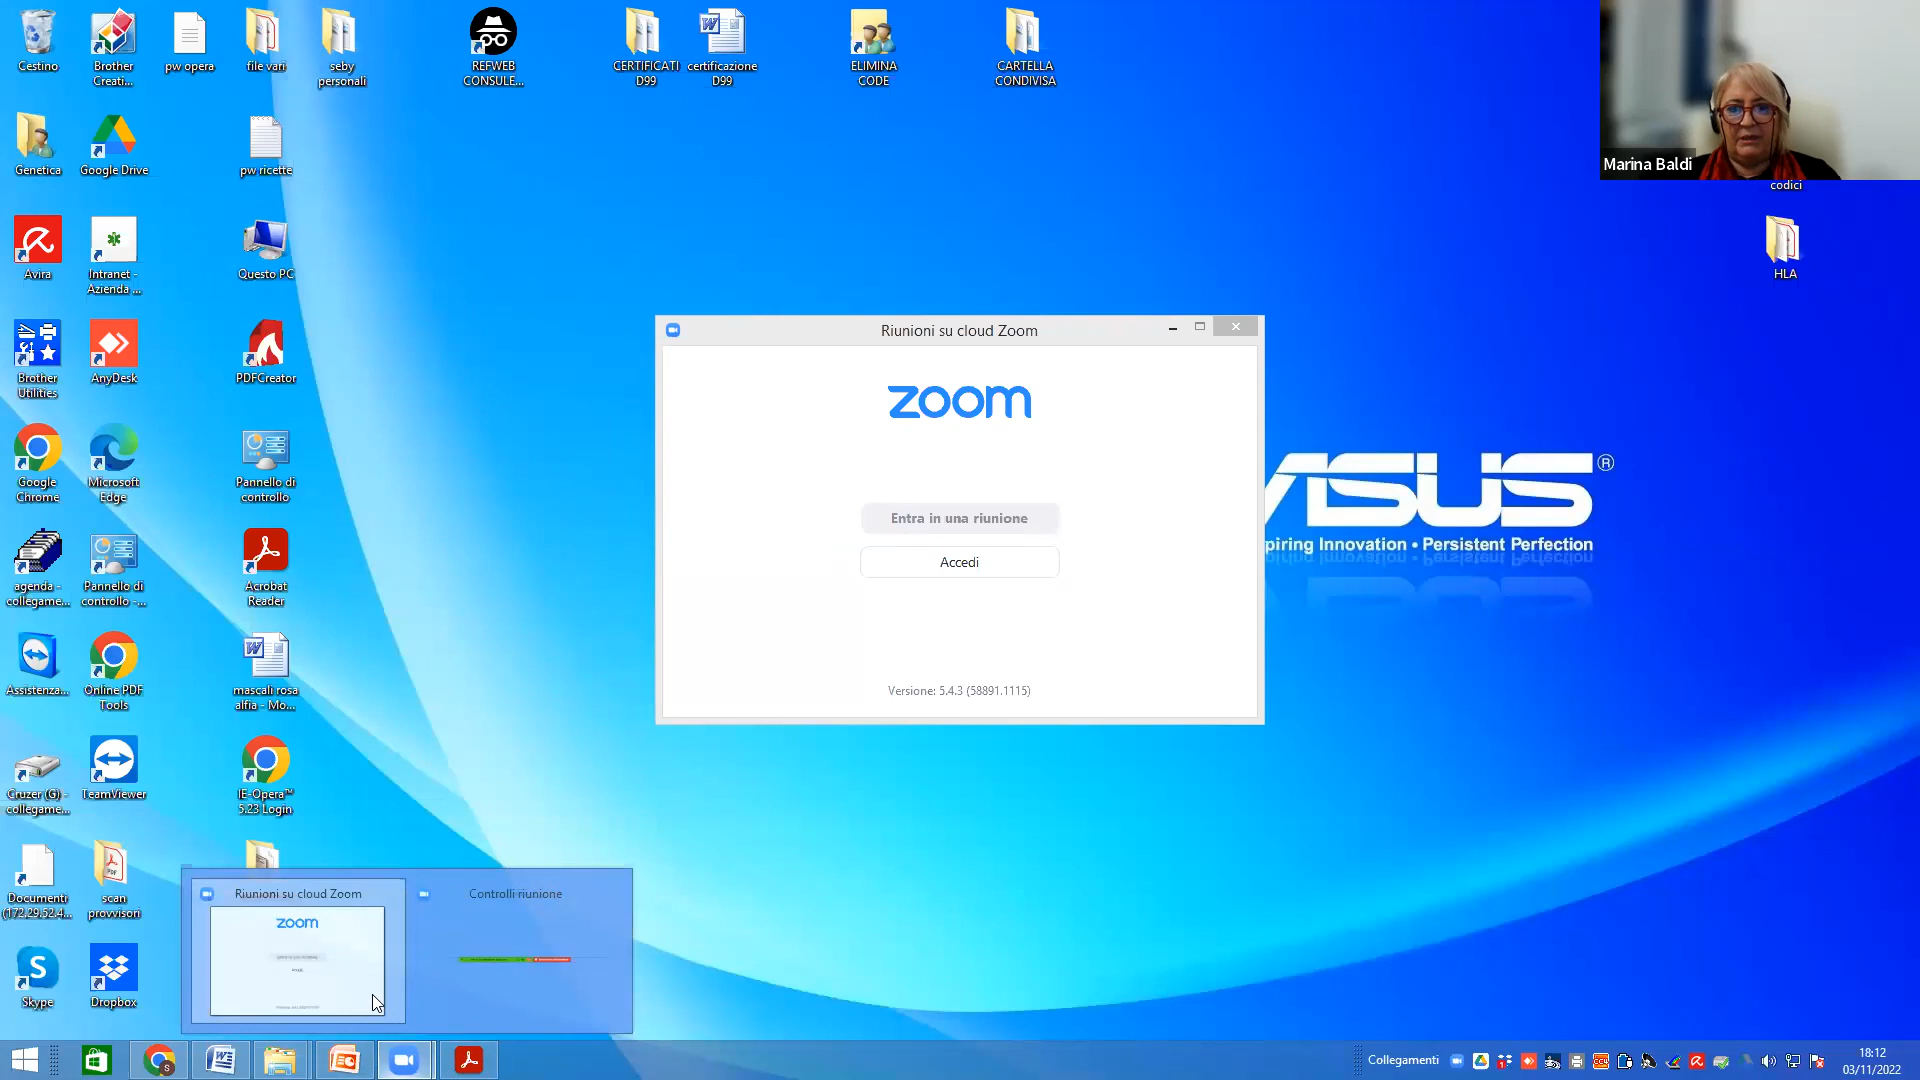 Cestino
Brother
Creati...
pw opera
file vari
seby
personali
REFWEB
CONSULE...
CERTIFICATI
D99
certificazione
D99
ELIMINA
CODE
CARTELLA
CONDIVISA
Marina Baldi
codici
Genetica
Google Drive
pw ricette
Avira
Intranet -
Azienda ...
Questo PC
HLA
Brother
Utilities
AnyDesk
PDFCreator
Riunioni su cloud Zoom
zoom
Entra in una riunione
Accedi
Versione: 5.4.3 (58891.1115)
SUS®
piring Innovation • Persistent Perfection
Google
Chrome
Microsoft
Edge
Pannello di
controllo
agenda -
collegame...
Pannello di
controllo -...
Acrobat
Reader
Assistenza...
Online PDF
Tools
mascali rosa
alfia - Mo...
Cruzer (G) -
collegame...
TeamViewer
IE-Opera™
5.23 Login
Documenti
(172.29.52.4...
scan
provvisori
Riunioni su cloud Zoom
Controlli riunione
zoom
Skype
Dropbox
Collegamenti
18:12
03/11/2022